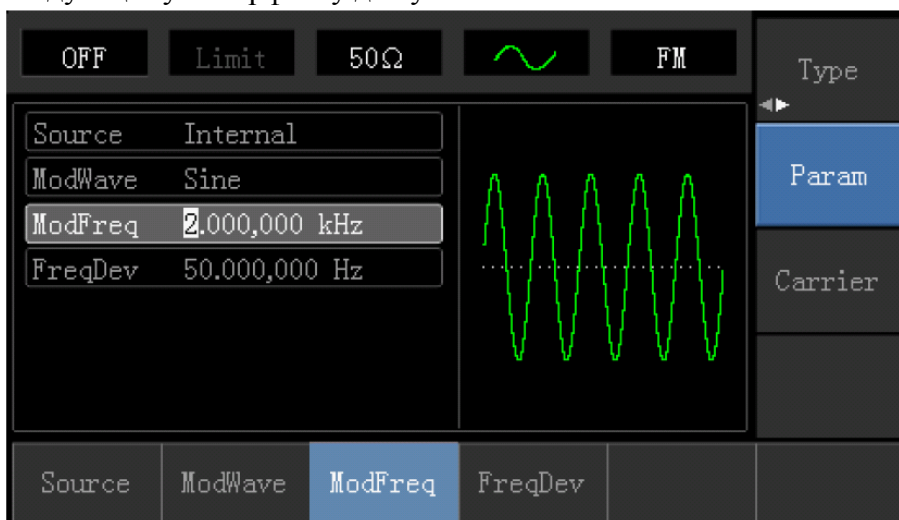 OFF Limit 50Ω FM
Type
Source Internal
ModWave Sine
ModFreq 2.000,000 kHz
FreqDev 50.000,000 Hz
Param
Carrier
Source ModWave ModFreq FreqDev